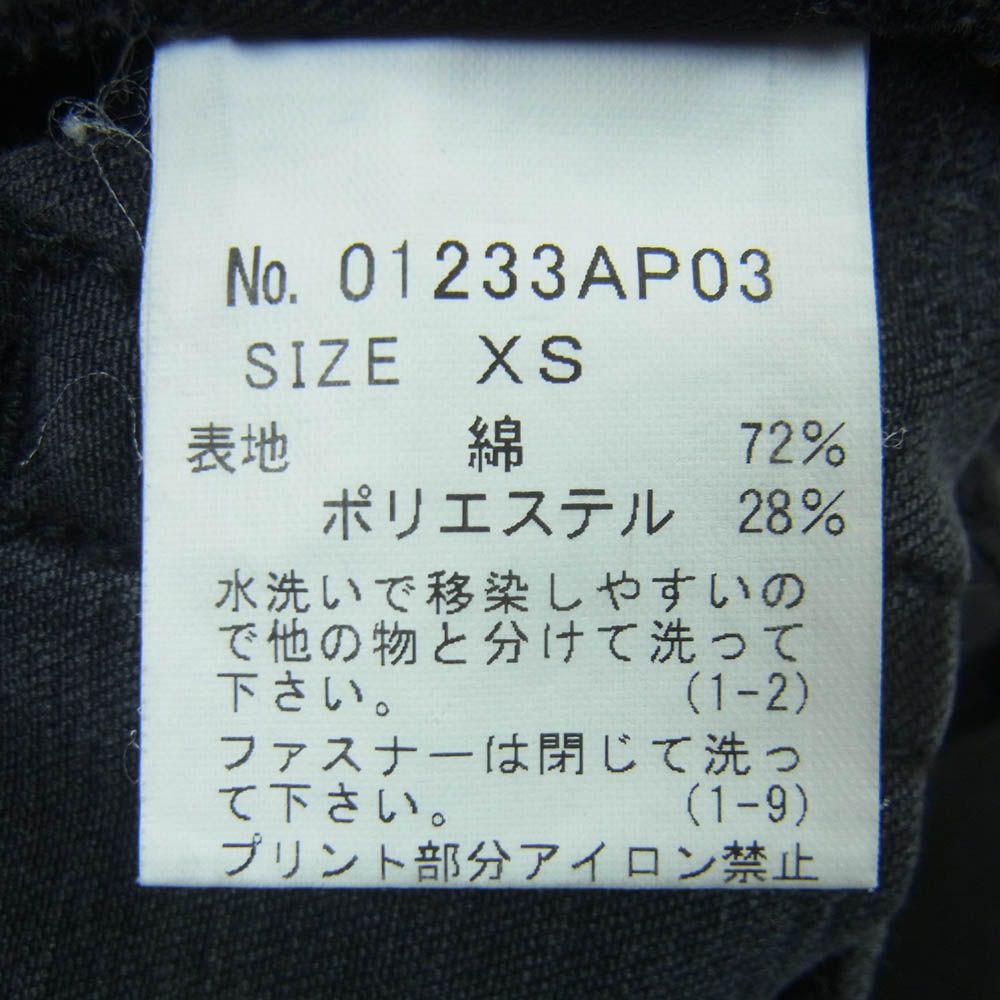 No. 01233AP03
SIZE XS
表地 綿 72%
ポリエステル 28%
水洗いで移染しやすいの
で他の物と分けて洗って
下さい。 (1-2)
ファスナーは閉じて洗っ
て下さい。 (1-9)
プリント部分アイロン禁止